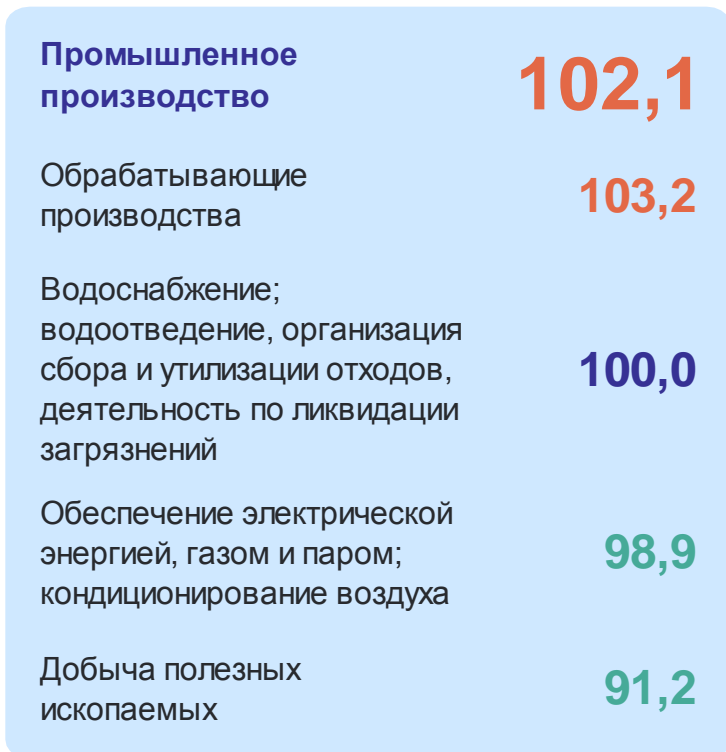 Промышленное
производство
102,1
Обрабатывающие
производства
103,2
Водоснабжение;
водоотведение, организация
сбора и утилизации отходов,
деятельность по ликвидации
загрязнений
100,0
Обеспечение электрической
энергией, газом и паром;
кондиционирование воздуха
98,9
Добыча полезных
ископаемых
91,2